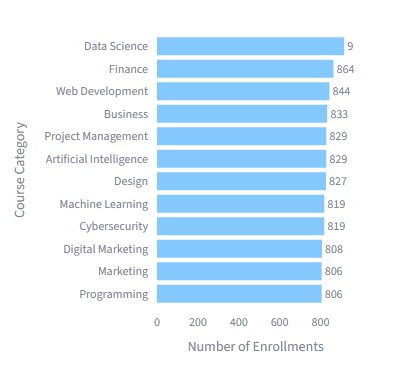 Course Category
Data Science 9
Finance 864
Web Development 844
Business 833
Project Management 829
Artificial Intelligence 829
Design 827
Machine Learning 819
Cybersecurity 819
Digital Marketing 808
Marketing 806
Programming 806
0 200 400 600 800
Number of Enrollments